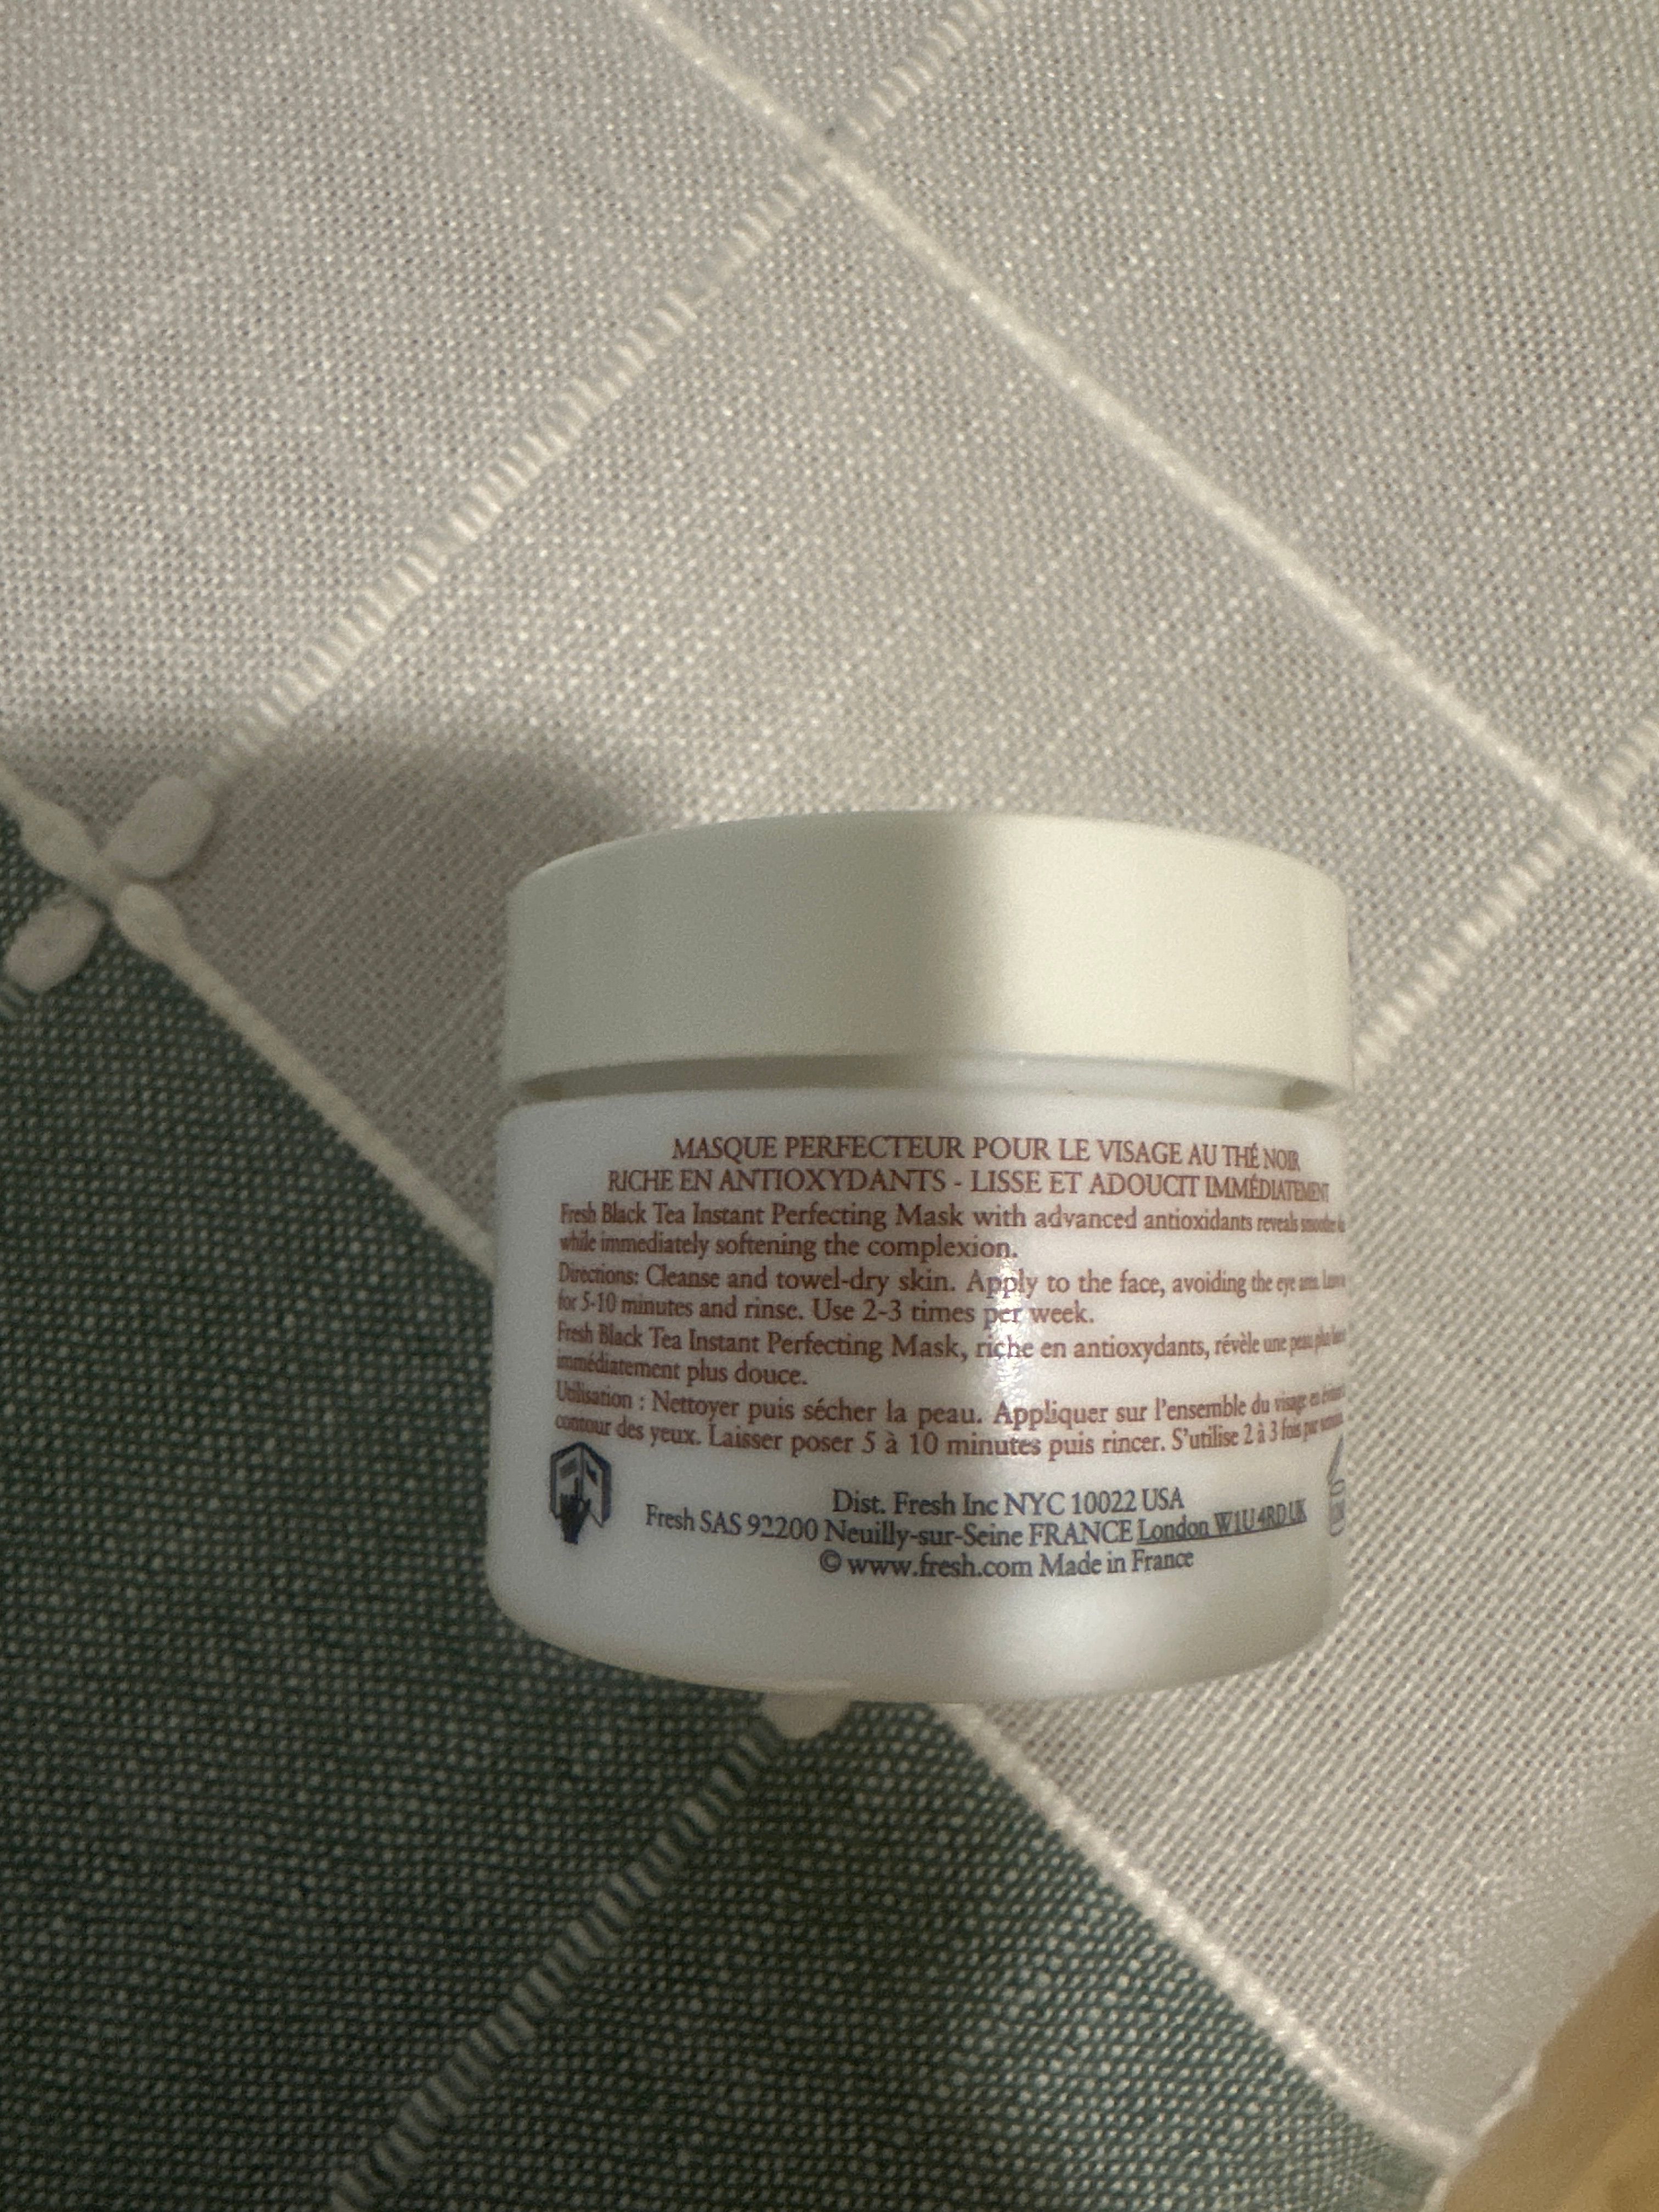 MASQUE PERFECTEUR POUR LE VISAGE AU THÉ NOIR
RICHE EN ANTIOXYDANTS - LISSE ET ADOUCIT IMMÉDIATEMENT
Fresh Black Tea Instant Perfecting Mask with advanced antioxidants reveals
while immediately softening the complexion.
Directions: Cleanse and towel-dry skin. Apply to the face, avoiding the eye area.
for 5-10 minutes and rinse. Use 2-3 times per week.
Fresh Black Tea Instant Perfecting Mask, riche en antioxydants, révèle une peau plus
immédiatement plus douce.
Utilisation : Nettoyer puis sécher la peau. Appliquer sur l'ensemble du visage en
contour des yeux. Laisser poser 5 à 10 minutes puis rincer. S'utilise 2 à 3 fois par
Dist. Fresh Inc NYC 10022 USA
Fresh SAS 92200 Neuilly-sur-Seine FRANCE London W1U 4RD UK
© www.fresh.com Made in France